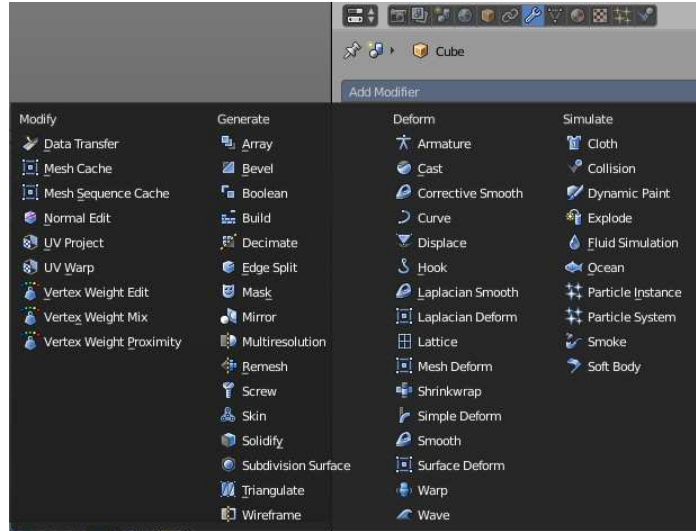 Cube
Add Modifier
Modify
Data Transfer
Mesh Cache
Mesh Sequence Cache
Normal Edit
UV Project
UV Warp
Vertex Weight Edit
Vertex Weight Mix
Vertex Weight Proximity
Generate
Array
Bevel
Boolean
Build
Decimate
Edge Split
Mask
Mirror
Multiresolution
Remesh
Screw
Skin
Solidify
Subdivision Surface
Triangulate
Wireframe
Deform
Armature
Cast
Corrective Smooth
Curve
Displace
Hook
Laplacian Smooth
Laplacian Deform
Lattice
Mesh Deform
Shrinkwrap
Simple Deform
Smooth
Surface Deform
Warp
Wave
Simulate
Cloth
Collision
Dynamic Paint
Explode
Fluid Simulation
Ocean
Particle Instance
Particle System
Smoke
Soft Body